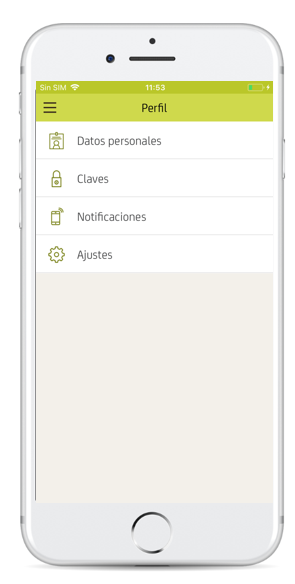 Sin SIM 11:53
Perfil
Datos personales
Claves
Notificaciones
Ajustes